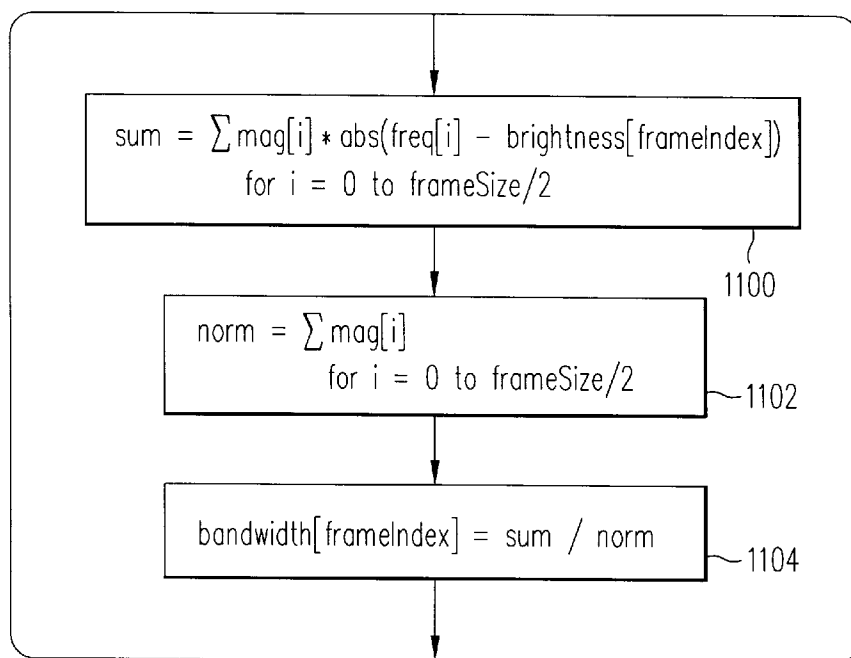 sum = ∑ mag[i] * abs(freq[i] - brightness[frameIndex])
for i = 0 to frameSize/2
1100
norm = ∑ mag[i]
for i = 0 to frameSize/2
1102
bandwidth[frameIndex] = sum / norm
1104